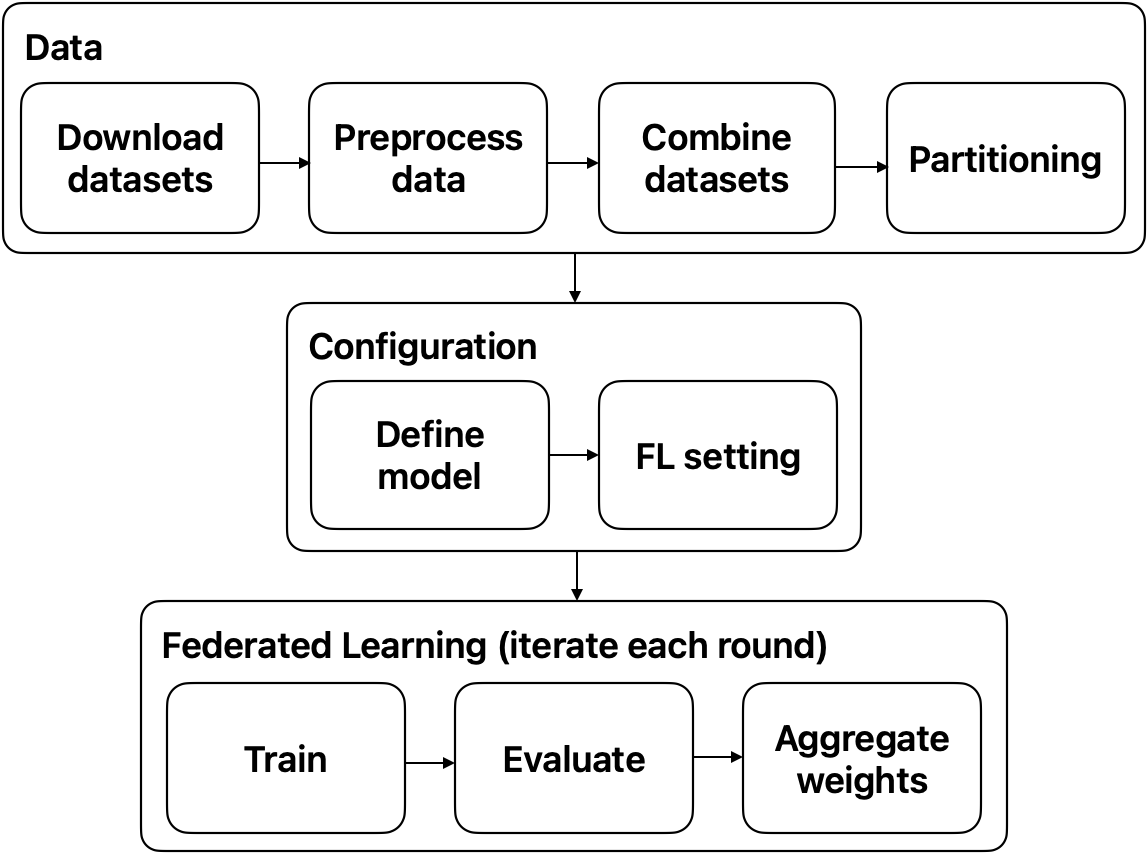 Data
Download
datasets
Preprocess
data
Combine
datasets
Partitioning
Configuration
Define
model
FL setting
Federated Learning (iterate each round)
Train
Evaluate
Aggregate
weights